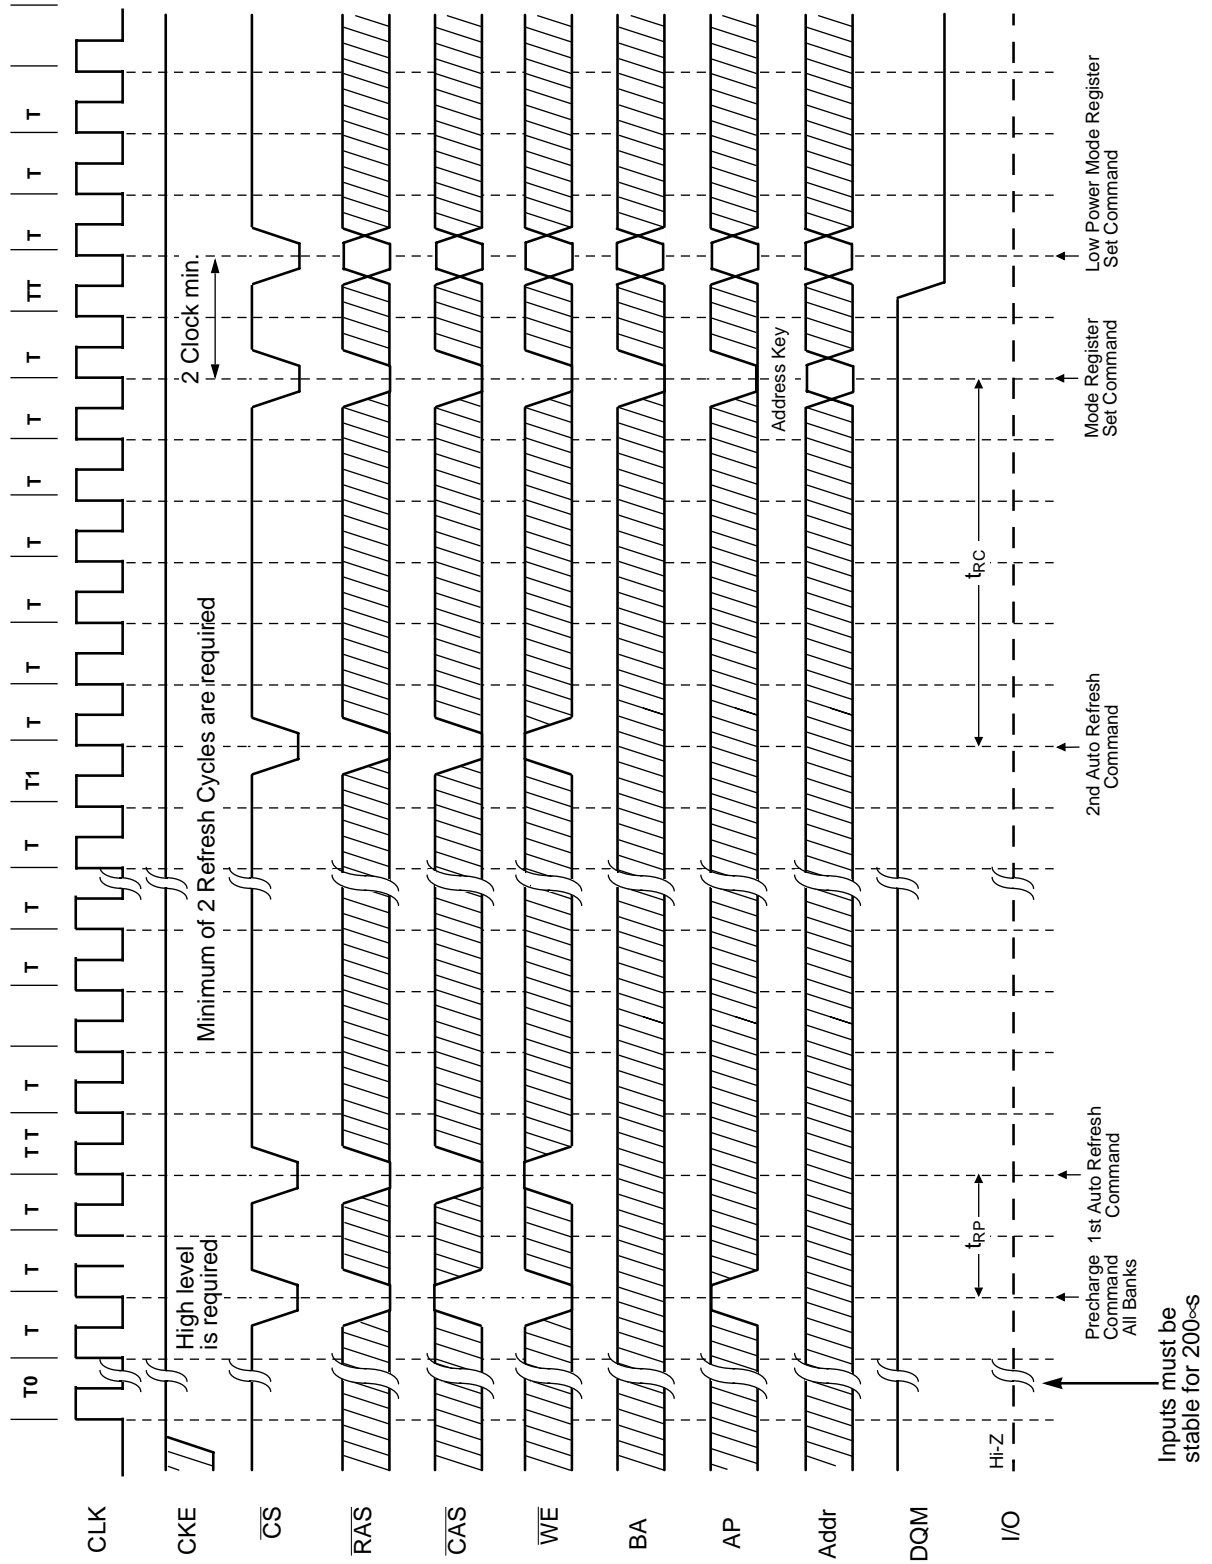 T0
T
T
T
TT
T
T
T
T
T1
T
T
T
T
T
T
T
TT
T
T
T
CLK
CKE
High level
is required
Minimum of 2 Refresh Cycles are required
2 Clock min.
CS
RAS
CAS
WE
BA
AP
Address Key
Addr
DQM
tRP
tRC
I/O
Hi-Z
Precharge
Command
All Banks
1st Auto Refresh
Command
2nd Auto Refresh
Command
Mode Register
Set Command
Low Power Mode Register
Set Command
Inputs must be
stable for 200∝s